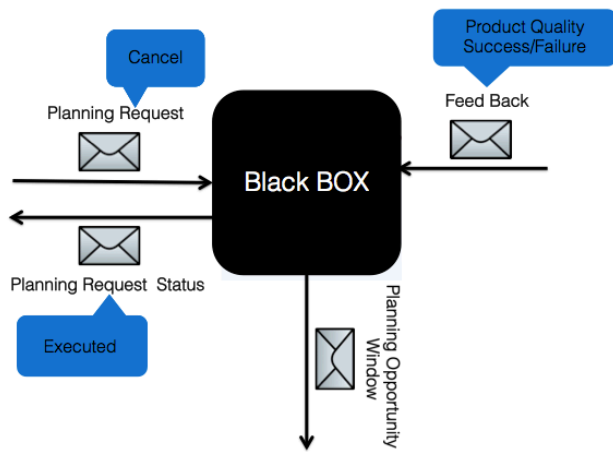 Cancel
Product Quality
Success/Failure
Planning Request
Feed Back
Black BOX
Planning Request Status
Executed
Planning Opportunity
Window